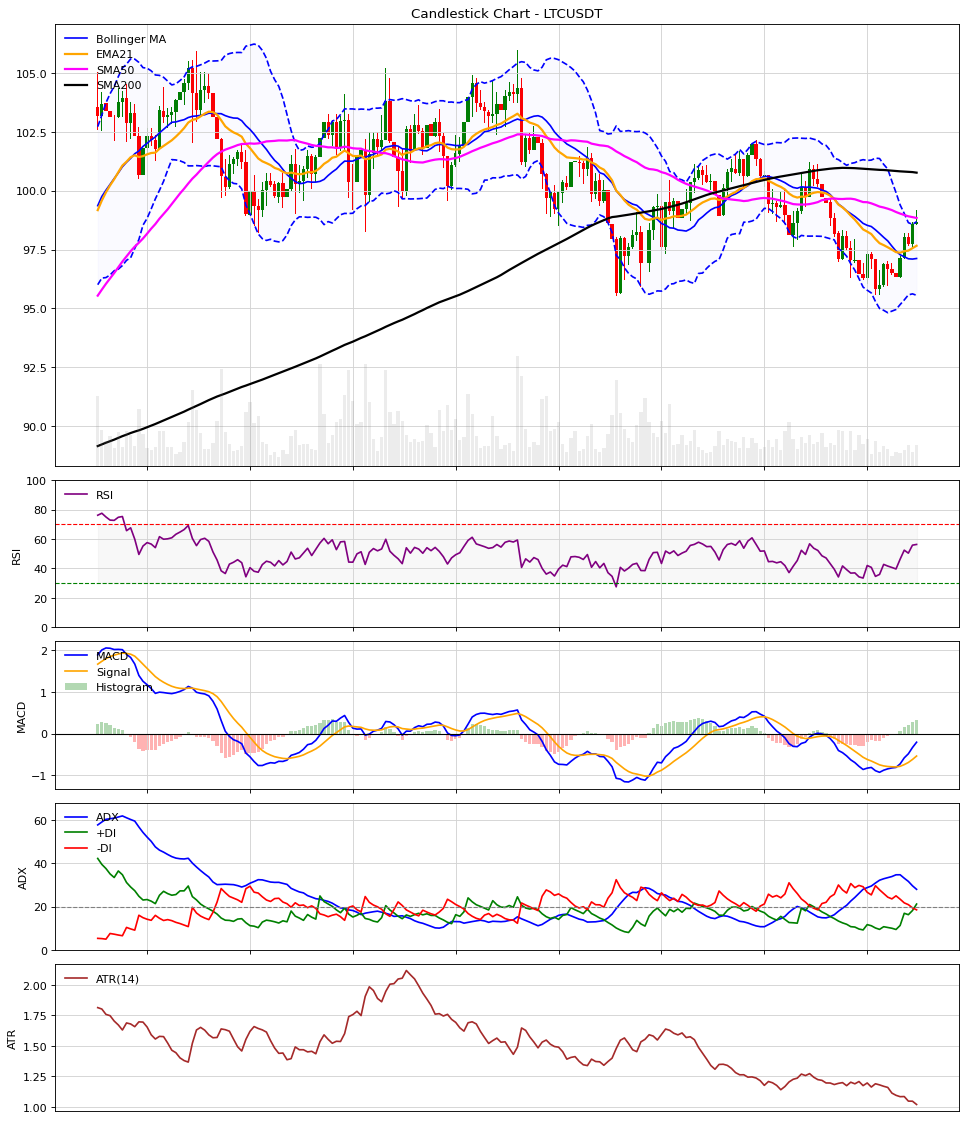 Candlestick Chart - LTCUSDT
Bollinger MA
EMA21
SMA50
SMA200
105.0
102.5
100.0
97.5
95.0
92.5
90.0
RSI
100
80
60
40
20
0
RSI
MACD
Signal
Histogram
2
1
0
−1
MACD
ADX
+DI
-DI
60
40
20
0
ADX
ATR(14)
2.00
1.75
1.50
1.25
1.00
ATR